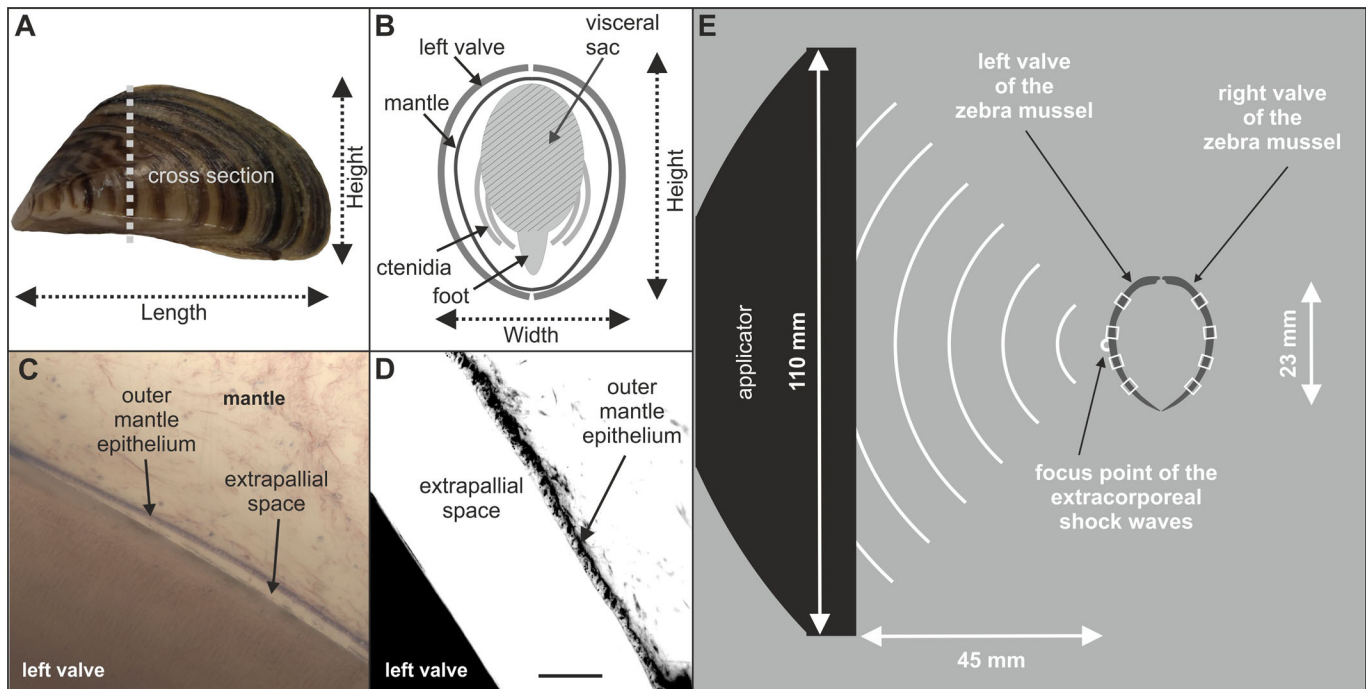 A
cross section
Height
Length
B
left valve
visceral
sac
mantle
ctenidia
foot
Height
Width
C
outer
mantle
epithelium
mantle
extrapallial
space
left valve
D
outer
mantle
epithelium
extrapallial
space
left valve
E
applicator
110 mm
left valve
of the
zebra mussel
right valve
of the
zebra mussel
23 mm
focus point of the
extracorporeal
shock waves
45 mm